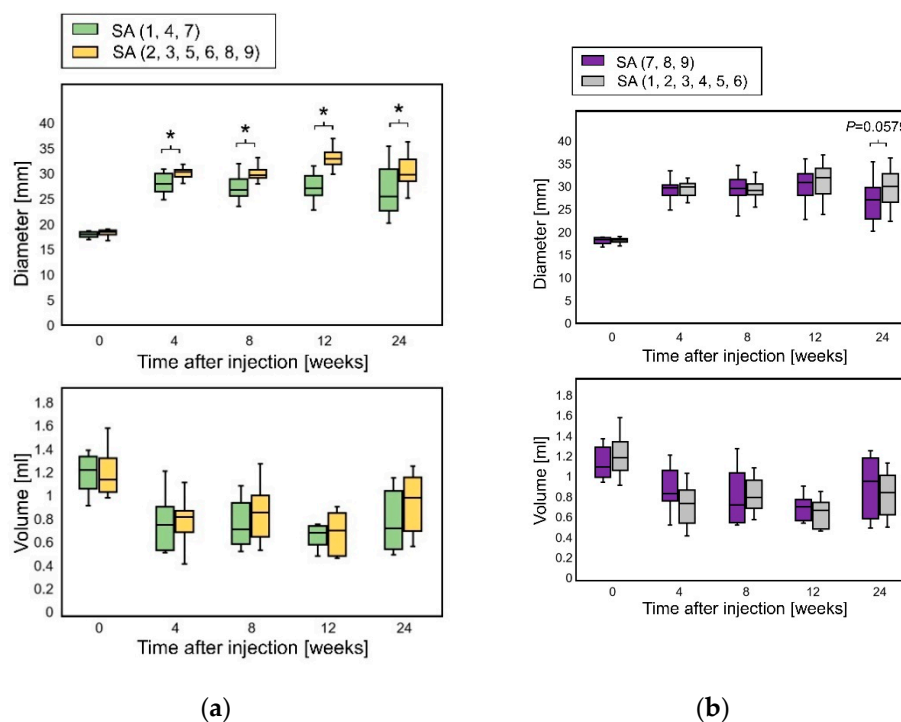 SA (1, 4, 7)
SA (2, 3, 5, 6, 8, 9)
Diameter [mm]
40
35
30
25
20
15
10
5
0
* * * *
0 4 8 12 24
Time after injection [weeks]
Volume [ml]
1.8
1.6
1.4
1.2
1
0.8
0.6
0.4
0.2
0
0 4 8 12 24
Time after injection [weeks]
(a)
SA (7, 8, 9)
SA (1, 2, 3, 4, 5, 6)
Diameter [mm]
40
35
30
25
20
15
10
5
0
P=0.0579
0 4 8 12 24
Time after injection [weeks]
Volume [ml]
1.8
1.6
1.4
1.2
1
0.8
0.6
0.4
0.2
0
0 4 8 12 24
Time after injection [weeks]
(b)